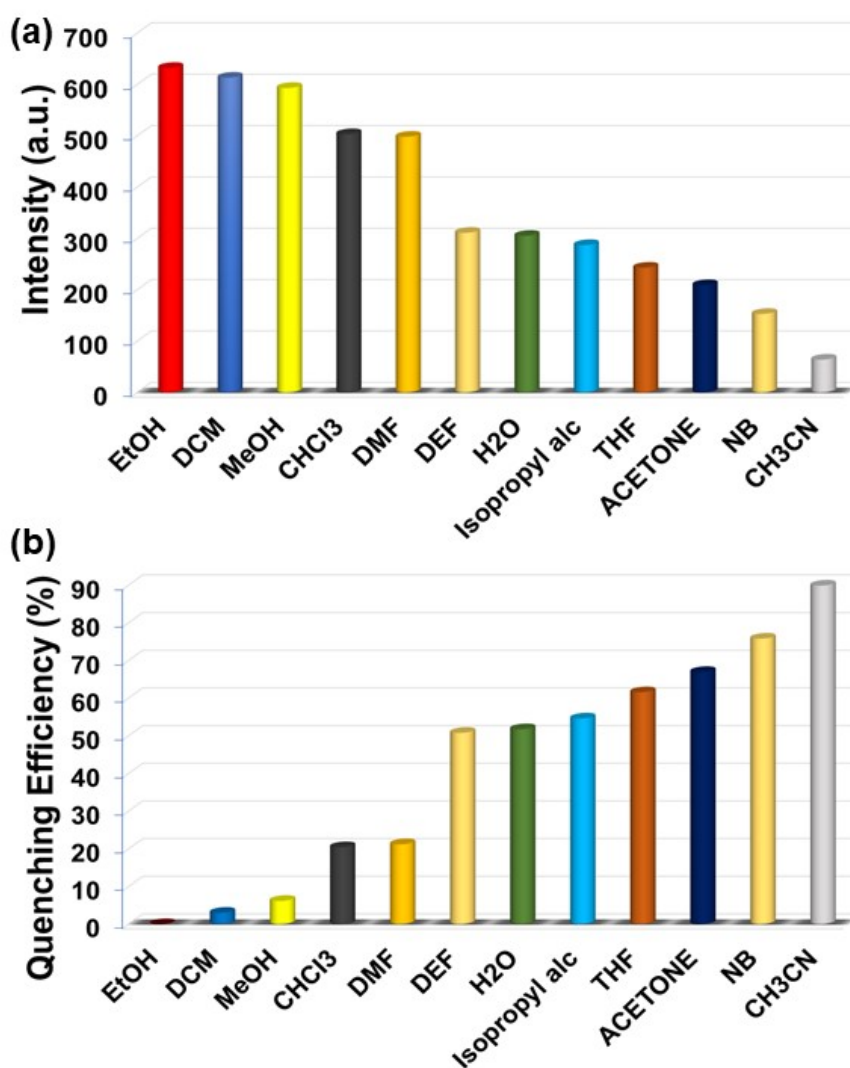 (a)
Intensity (a.u.)
700
600
500
400
300
200
100
0
EtOH
DCM
MeOH
CHCl3
DMF
DEF
H2O
Isopropyl alc
THF
ACETONE
NB
CH3CN
(b)
Quenching Efficiency (%)
90
80
70
60
50
40
30
20
10
0
EtOH
DCM
MeOH
CHCl3
DMF
DEF
H2O
Isopropyl alc
THF
ACETONE
NB
CH3CN